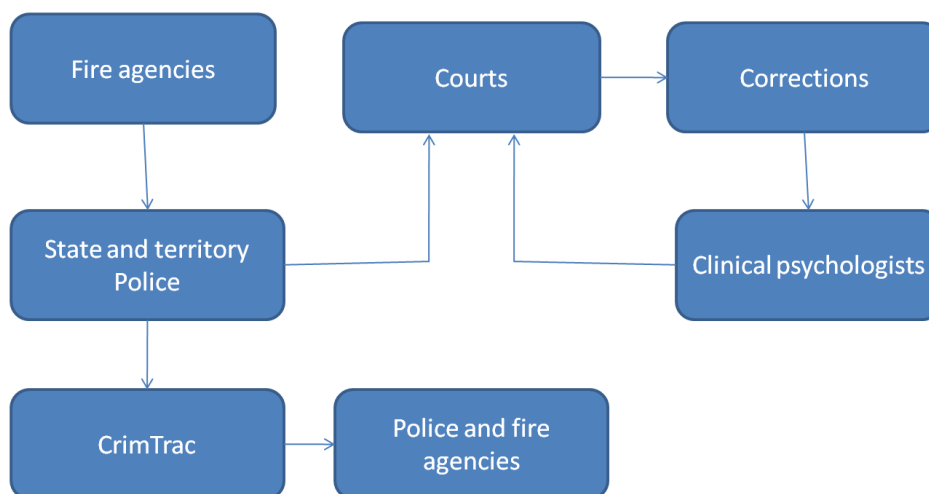 Fire agencies
Courts
Corrections
State and territory
Police
Clinical psychologists
CrimTrac
Police and fire
agencies